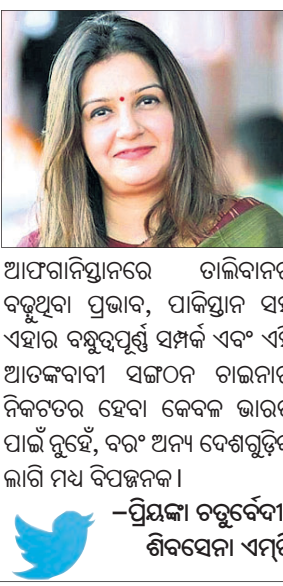 ଆଫଗାନିସ୍ତାନରେ ତାଲିବାନର
ବଢୁଥିବା ପ୍ରଭାବ, ପାକିସ୍ତାନ ସହ
ଏହାର ବନ୍ଧୁତ୍ୱପୂର୍ଣ୍ଣ ସମ୍ପର୍କ ଏବଂ ଏହି
ଆତଙ୍କବାବୀ ସଙ୍ଗଠନ ଚାଇନାର
ନିକଟତର ହେବା କେବଳ ଭାରତ
ପାଇଁ ନୁହେଁ, ବରଂ ଅନ୍ୟ ଦେଶଗୁଡ଼ିକ
ଲାଗି ମଧ୍ୟ ବିପଜ୍ଜନକ।
–ପ୍ରିୟଙ୍କା ଚତୁର୍ବେଦୀ
ଶିବସେନା ଏମ୍‌ପି